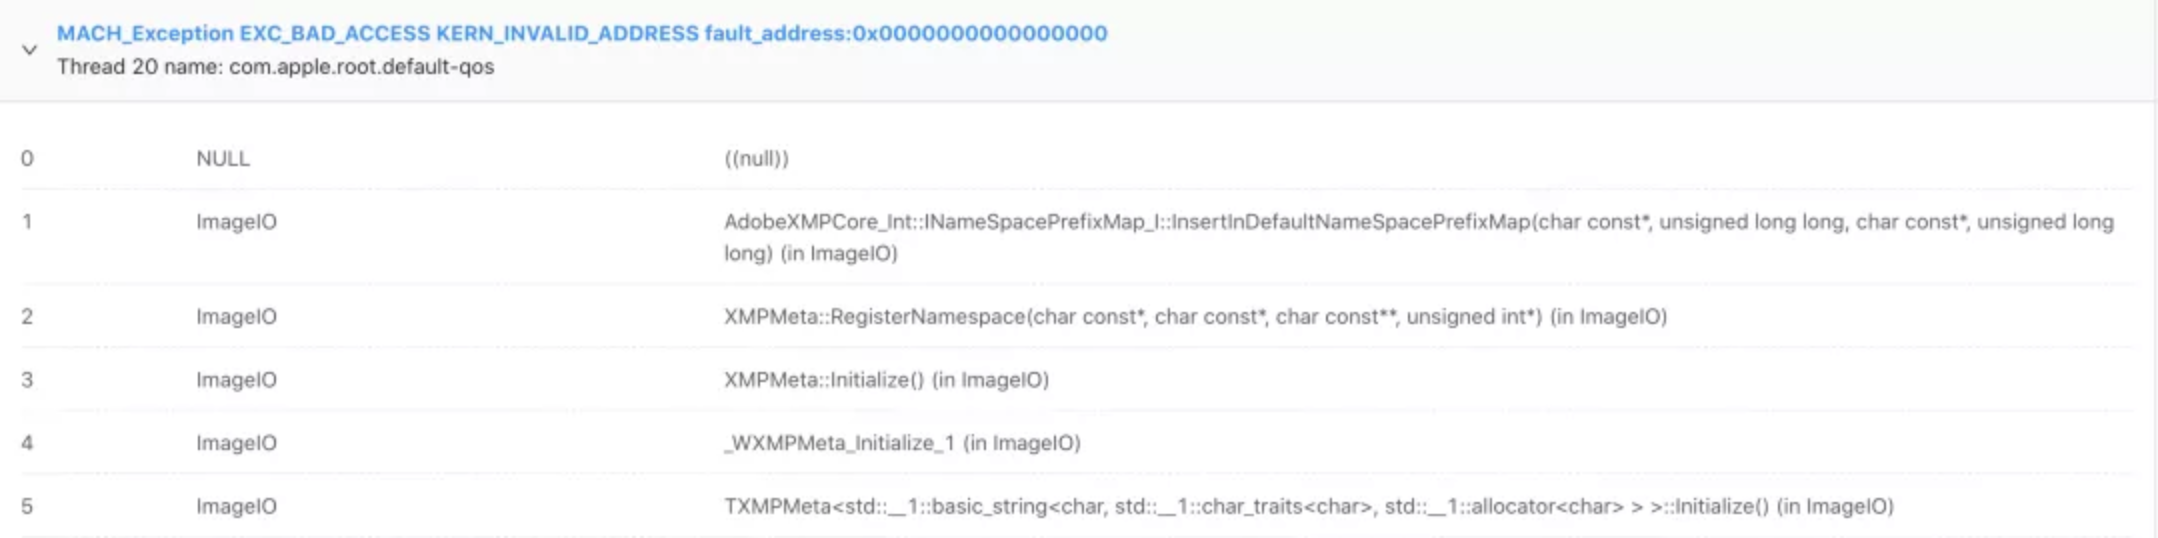 MACH_Exception EXC_BAD_ACCESS KERN_INVALID_ADDRESS fault_address:0x0000000000000000
Thread 20 name: com.apple.root.default-qos
0 NULL ((null))
1 ImageIO AdobeXMPCore_Int::INameSpacePrefixMap_I::InsertInDefaultNameSpacePrefixMap(char const*, unsigned long long, char const*, unsigned long
long) (in ImageIO)
2 ImageIO XMPMeta::RegisterNamespace(char const*, char const*, char const**, unsigned int*) (in ImageIO)
3 ImageIO XMPMeta::Initialize() (in ImageIO)
4 ImageIO _WXMPMeta_Initialize_1 (in ImageIO)
5 ImageIO TXMPMeta<std::__1::basic_string<char, std::__1::char_traits<char>, std::__1::allocator<char> > >::Initialize() (in ImageIO)